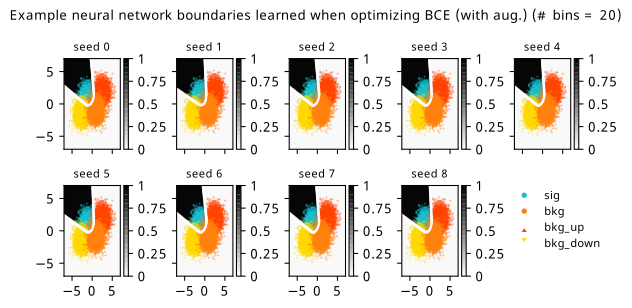 Example neural network boundaries learned when optimizing BCE (with aug.) (# bins = 20)
seed 0 seed 1 seed 2 seed 3 seed 4
5 1 1 1 1 1
0.75 0.75 0.75 0.75 0.75
0 0.5 0.5 0.5 0.5 0.5
−5 0.25 0.25 0.25 0.25 0.25
0 0 0 0 0
seed 5 seed 6 seed 7 seed 8
5 1 1 1 1
0.75 0.75 0.75 0.75
0 0.5 0.5 0.5 0.5
−5 0.25 0.25 0.25 0.25
0 0 0 0
−5 0 5 −5 0 5 −5 0 5 −5 0 5
sig
bkg
bkg_up
bkg_down